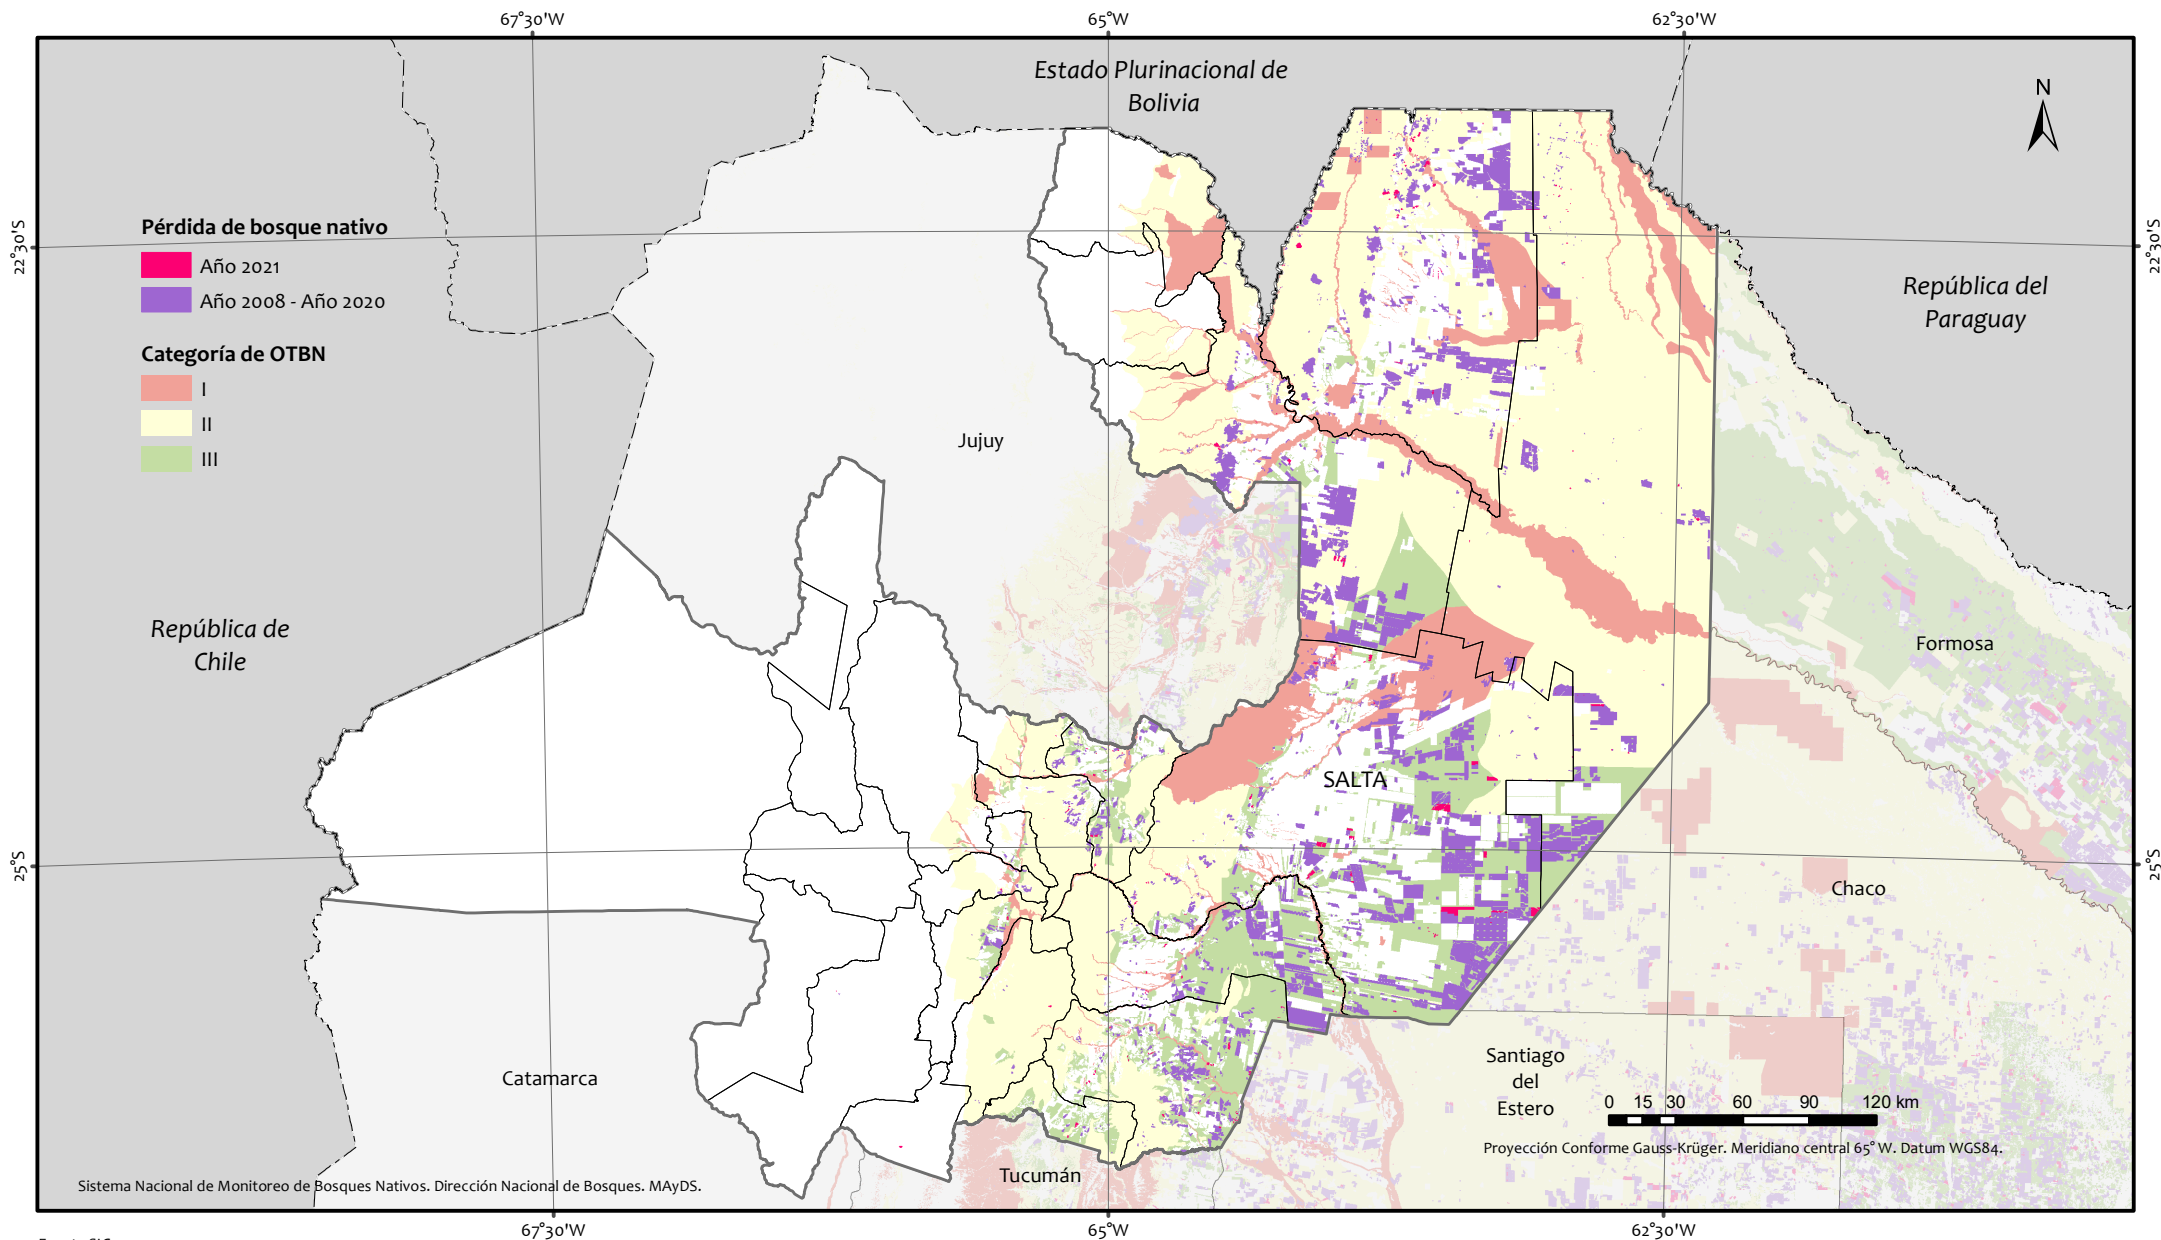 67°30'W 65°W 62°30'W
Estado Plurinacional de
Bolivia
N
Pérdida de bosque nativo
Año 2021
Año 2008 - Año 2020
Categoría de OTBN
I
II
III
22°30'S
22°30'S
República del
Paraguay
Jujuy
República de
Chile
Formosa
SALTA
25°S
25°S
Chaco
Catamarca
Santiago
del
Estero
0 15 30 60 90 120 km
Proyección Conforme Gauss-Krüger. Meridiano central 65° W. Datum WGS84.
Tucumán
Sistema Nacional de Monitoreo de Bosques Nativos. Dirección Nacional de Bosques. MAyDS.
67°30'W 65°W 62°30'W